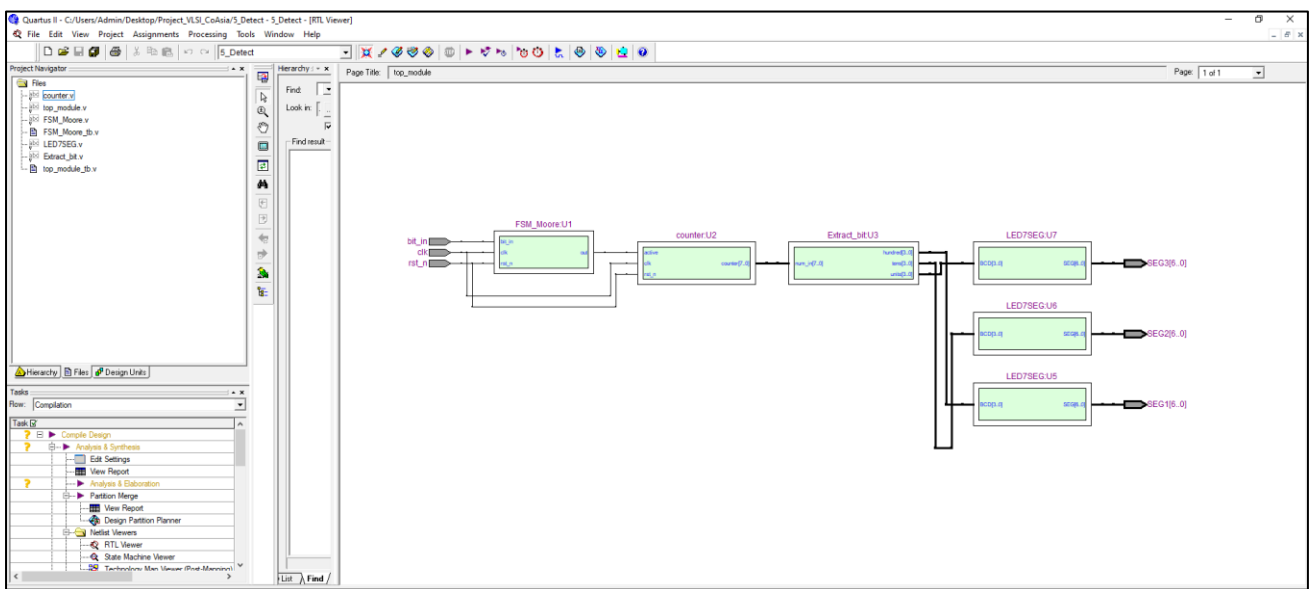 Quartus II - C:/Users/Admin/Desktop/Project_VLSI_CoAsia/5_Detect - 5_Detect - [RTL Viewer]
File Edit View Project Assignments Processing Tools Window Help
5_Detect
Project Navigator
Files
counter.v
top_module.v
FSM_Moore.v
FSM_Moore_tb.v
LED7SEG.v
Extract_bit.v
top_module_tb.v
Hierarchy Files Design Units
Tasks
Flow: Compilation
Task
Compile Design
Analysis & Synthesis
Edit Settings
View Report
Analysis & Elaboration
Partition Merge
View Report
Design Partition Planner
Netlist Viewers
RTL Viewer
State Machine Viewer
Technology Map Viewer (Post-Mapping)
Hierarchy
Find:
Look in:
Find result
List Find
Page Title: top_module
Page: 1 of 1
bit_in
clk
rst_n
FSM_Moore:U1
bit_in
clk
rst_n
out
counter:U2
active
clk
rst_n
counter[7..0]
Extract_bit:U3
num_in[7..0]
hundred[3..0]
tens[3..0]
units[3..0]
LED7SEG:U7
BCD[3..0]
SEG[6..0]
SEG3[6..0]
LED7SEG:U6
BCD[3..0]
SEG[6..0]
SEG2[6..0]
LED7SEG:U5
BCD[3..0]
SEG[6..0]
SEG1[6..0]